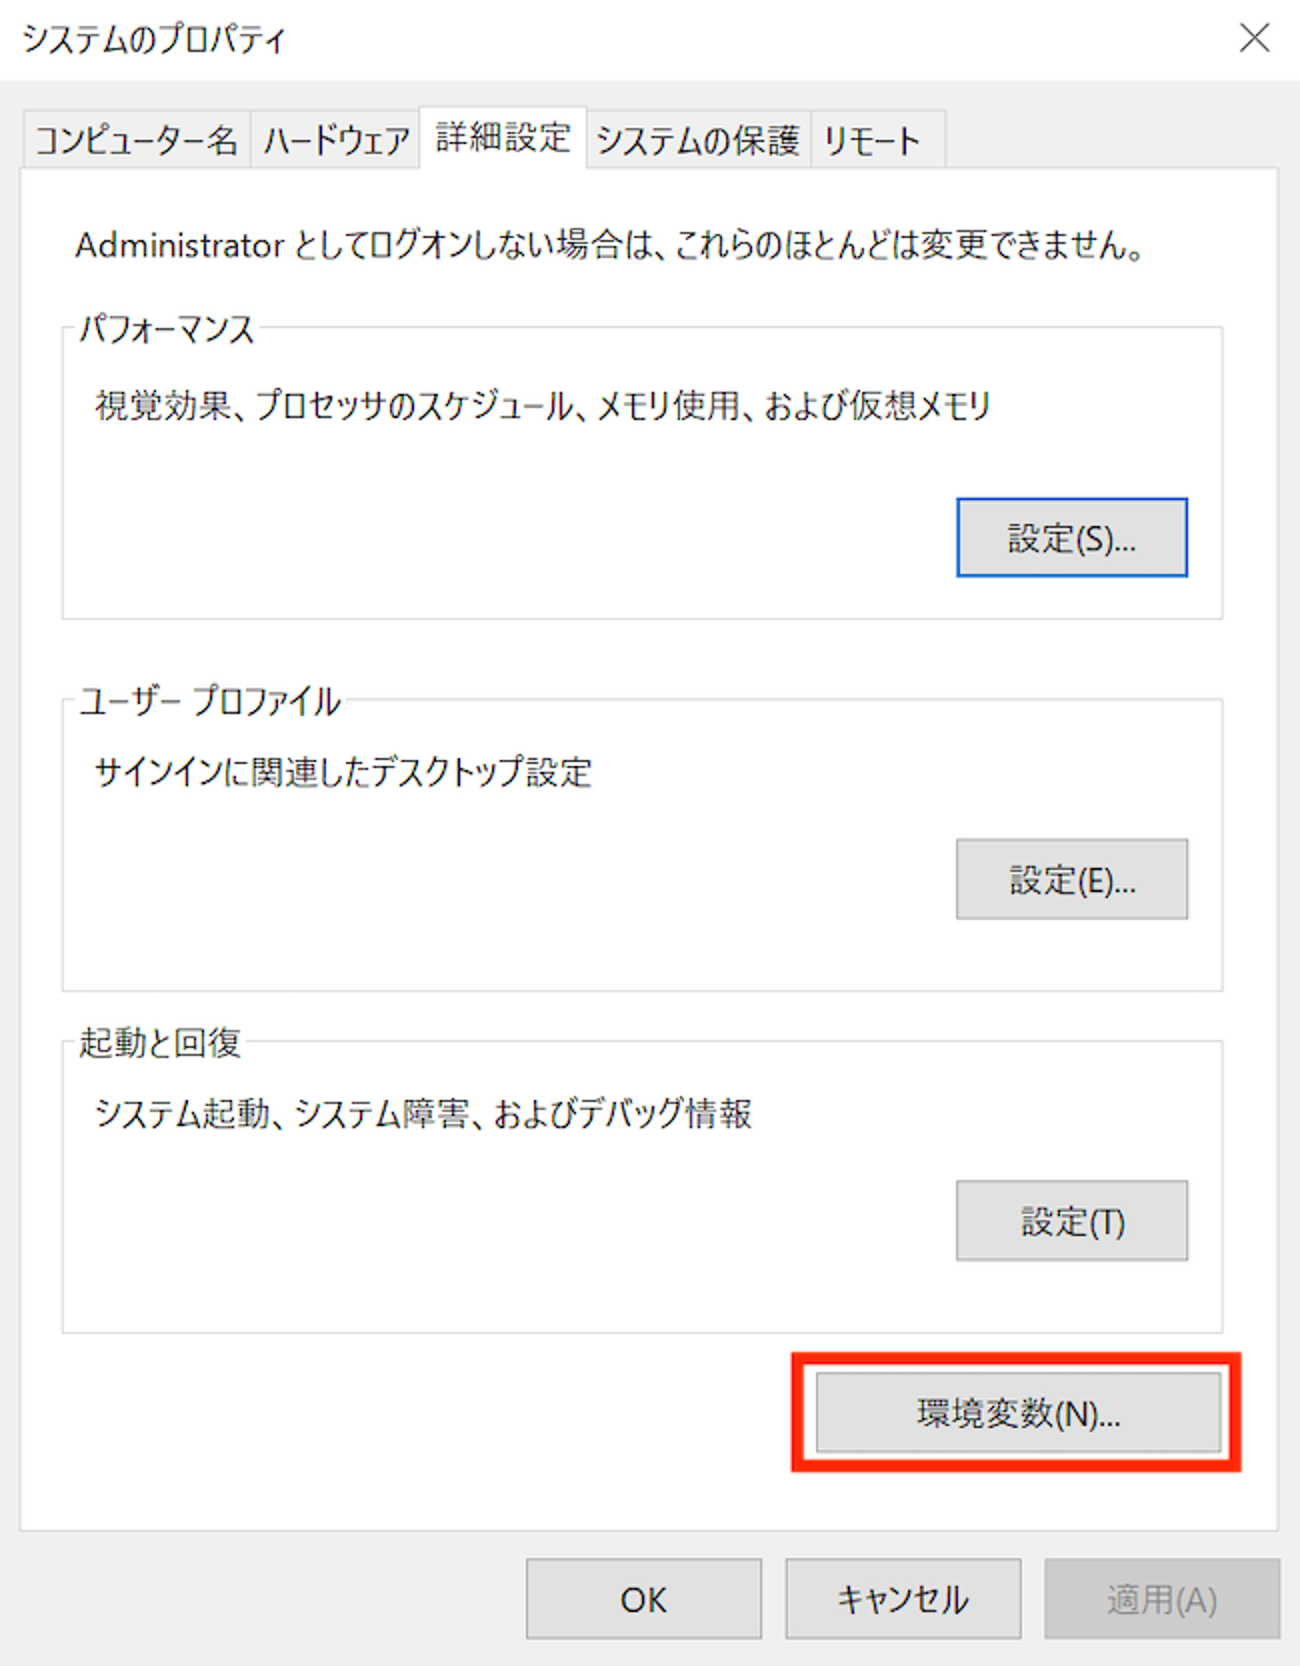 システムのプロパティ
コンピューター名 ハードウェア 詳細設定 システムの保護 リモート
Administrator としてログオンしない場合は、これらのほとんどは変更できません。
パフォーマンス
視覚効果、プロセッサのスケジュール、メモリ使用、および仮想メモリ
設定(S)...
ユーザー プロファイル
サインインに関連したデスクトップ設定
設定(E)...
起動と回復
システム起動、システム障害、およびデバッグ情報
設定(T)
環境変数(N)...
OK キャンセル 適用(A)